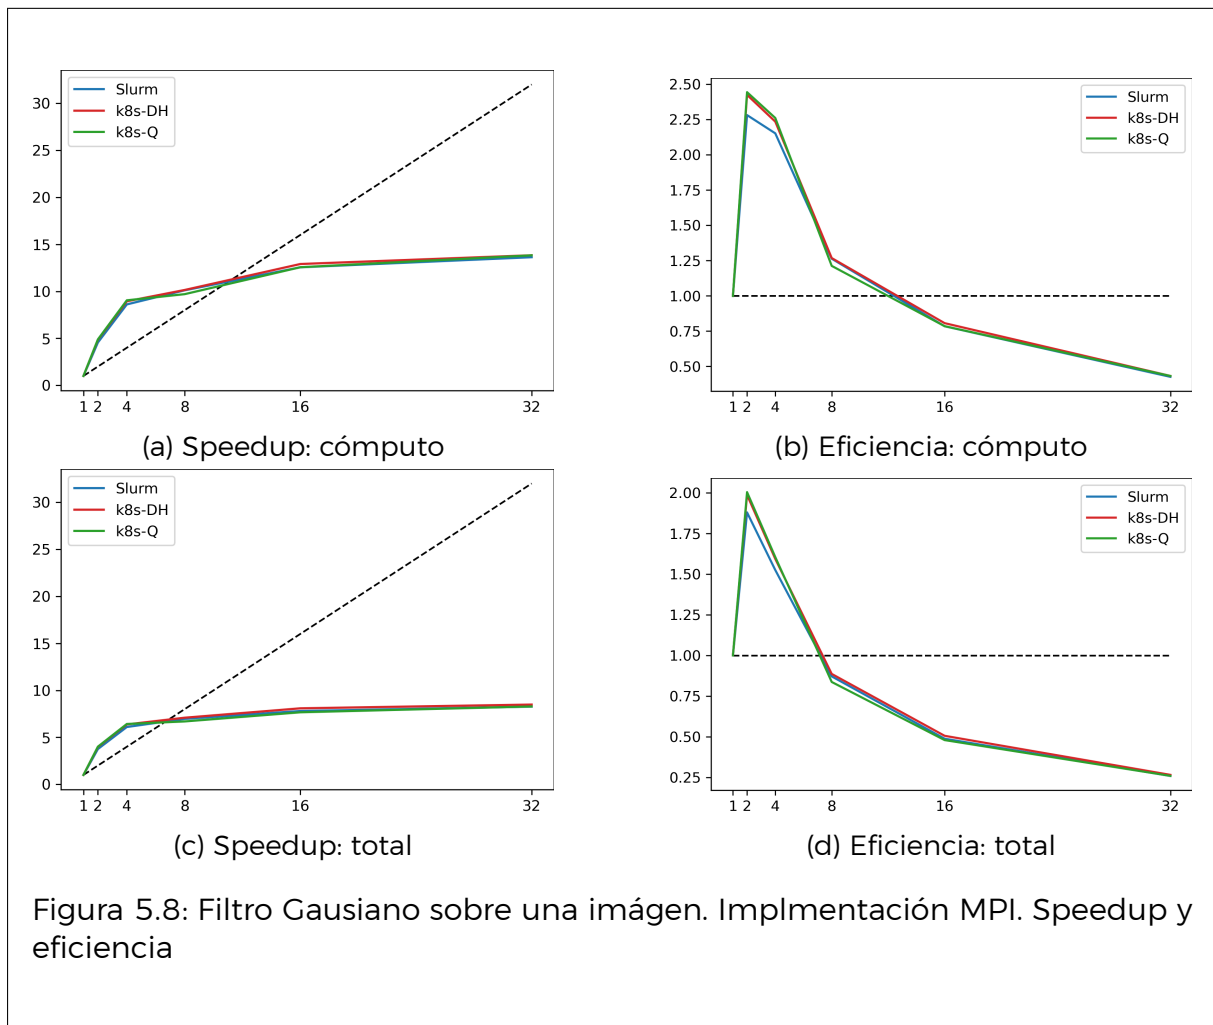 Slurm
k8s-DH
k8s-Q
30
25
20
15
10
5
0
1 2 4 8 16 32
(a) Speedup: cómputo
Slurm
k8s-DH
k8s-Q
2.50
2.25
2.00
1.75
1.50
1.25
1.00
0.75
0.50
1 2 4 8 16 32
(b) Eficiencia: cómputo
Slurm
k8s-DH
k8s-Q
30
25
20
15
10
5
0
1 2 4 8 16 32
(c) Speedup: total
Slurm
k8s-DH
k8s-Q
2.00
1.75
1.50
1.25
1.00
0.75
0.50
0.25
1 2 4 8 16 32
(d) Eficiencia: total
Figura 5.8: Filtro Gausiano sobre una imágen. Implmentación MPI. Speedup y
eficiencia